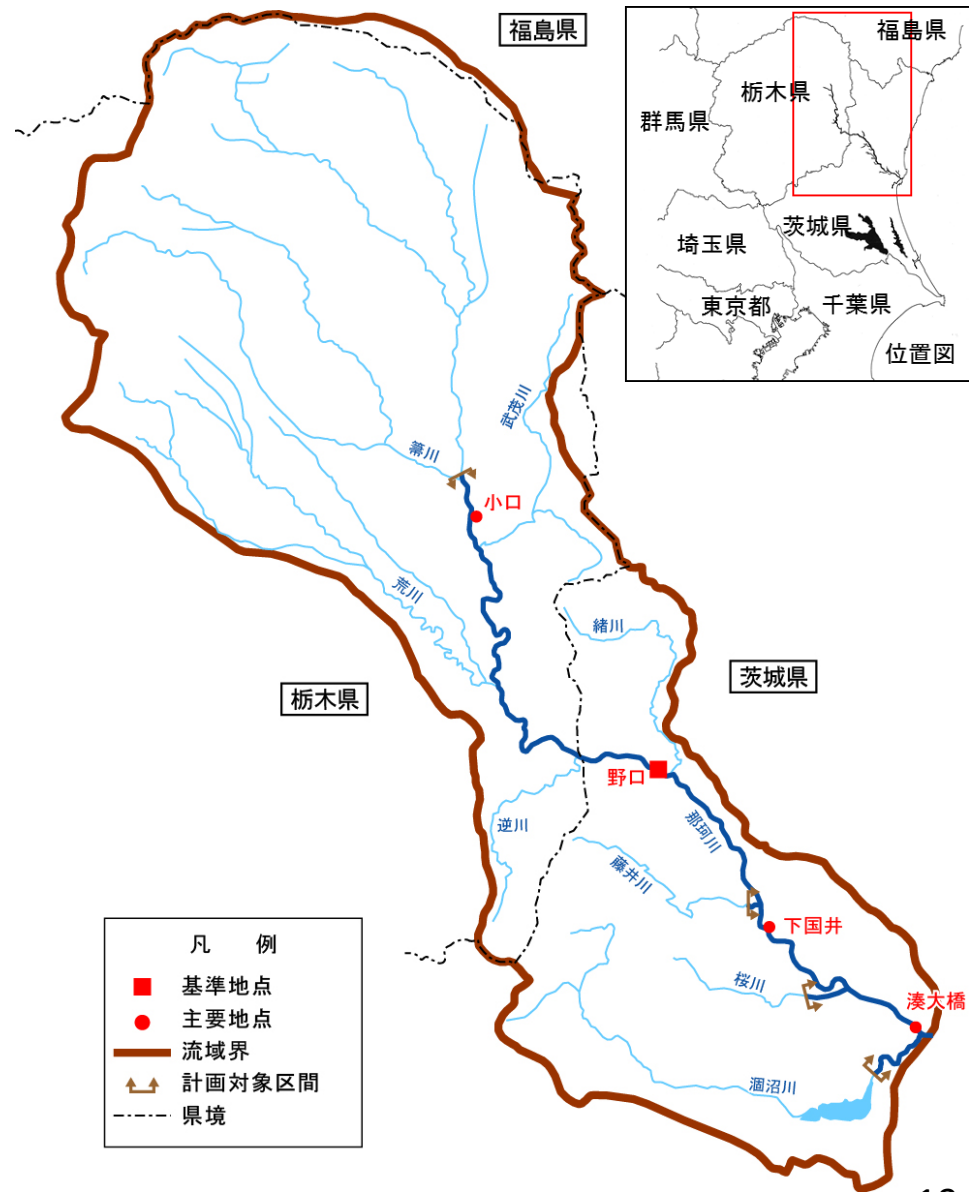 福島県
福島県
栃木県
群馬県
茨城県
埼玉県
東京都
千葉県
位置図
武茂川
箒川
小口
荒川
緒川
茨城県
栃木県
野口
逆川
那珂川
藤井川
下国井
桜川
湊大橋
涸沼川
凡 例
基準地点
主要地点
流域界
計画対象区間
県境